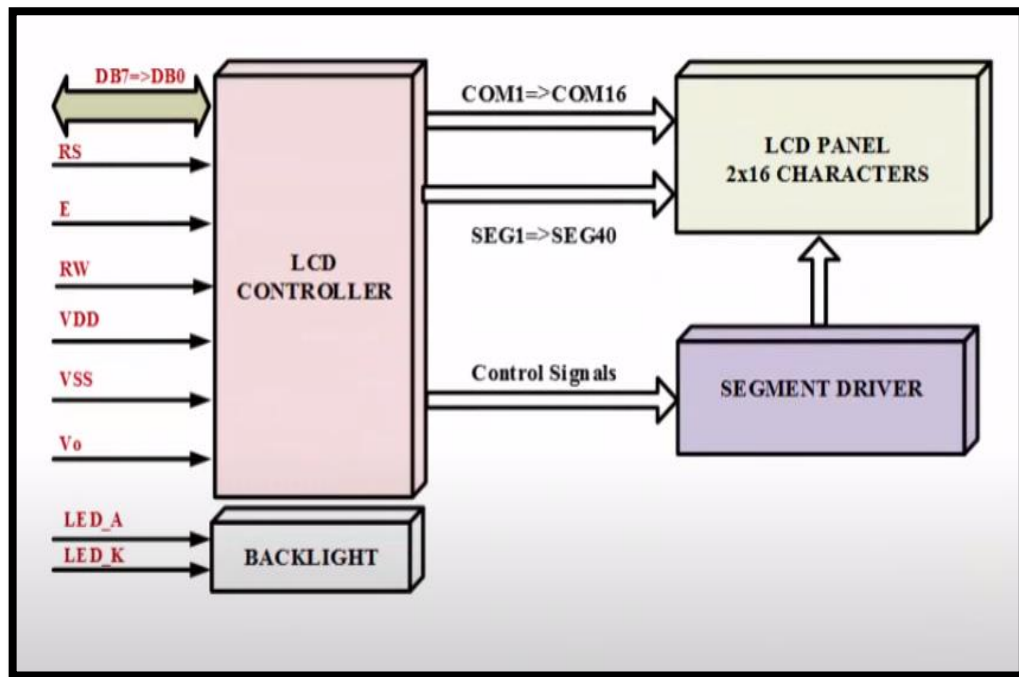 DB7=>DB0
RS
E
RW
VDD
VSS
Vo
LED_A
LED_K
LCD
CONTROLLER
BACKLIGHT
COM1=>COM16
SEG1=>SEG40
Control Signals
LCD PANEL
2x16 CHARACTERS
SEGMENT DRIVER